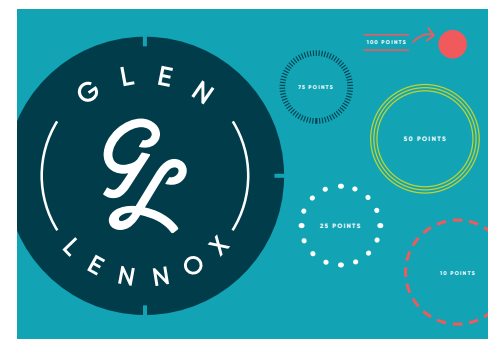 GLEN
GL
LENNOX
100 POINTS
75 POINTS
50 POINTS
25 POINTS
10 POINTS